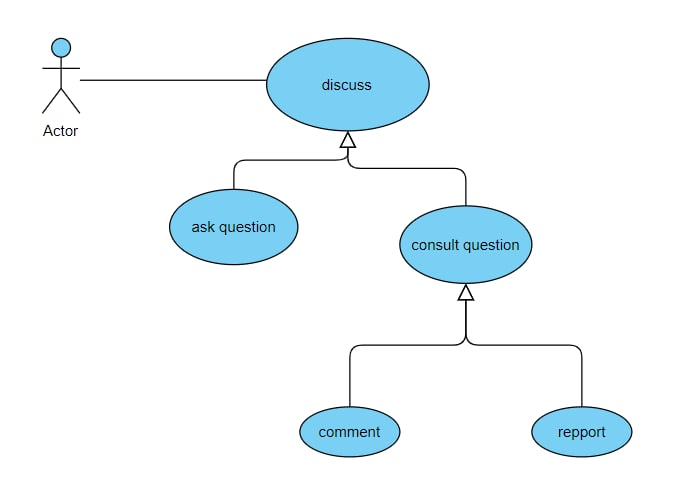 discuss
Actor
ask question
consult question
comment
repport